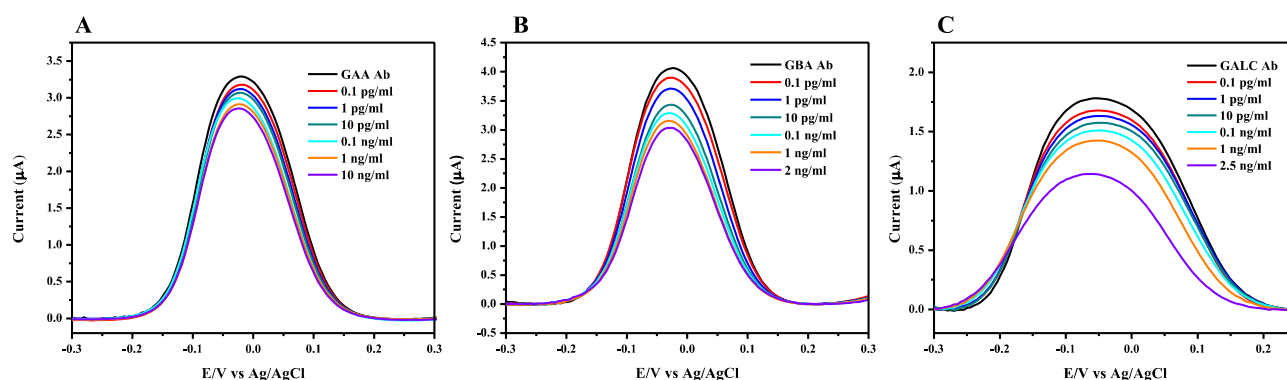 A
GAA Ab
0.1 pg/ml
1 pg/ml
10 pg/ml
0.1 ng/ml
1 ng/ml
10 ng/ml
3.5
3.0
2.5
2.0
1.5
1.0
0.5
0.0
Current (µA)
-0.3 -0.2 -0.1 0.0 0.1 0.2 0.3
E/V vs Ag/AgCl
B
GBA Ab
0.1 pg/ml
1 pg/ml
10 pg/ml
0.1 ng/ml
1 ng/ml
2 ng/ml
4.5
4.0
3.5
3.0
2.5
2.0
1.5
1.0
0.5
0.0
-0.5
Current (µA)
-0.3 -0.2 -0.1 0.0 0.1 0.2 0.3
E/V vs Ag/AgCl
C
GALC Ab
0.1 pg/ml
1 pg/ml
10 pg/ml
0.1 ng/ml
1 ng/ml
2.5 ng/ml
2.0
1.5
1.0
0.5
0.0
Current (µA)
-0.3 -0.2 -0.1 0.0 0.1 0.2
E/V vs Ag/AgCl